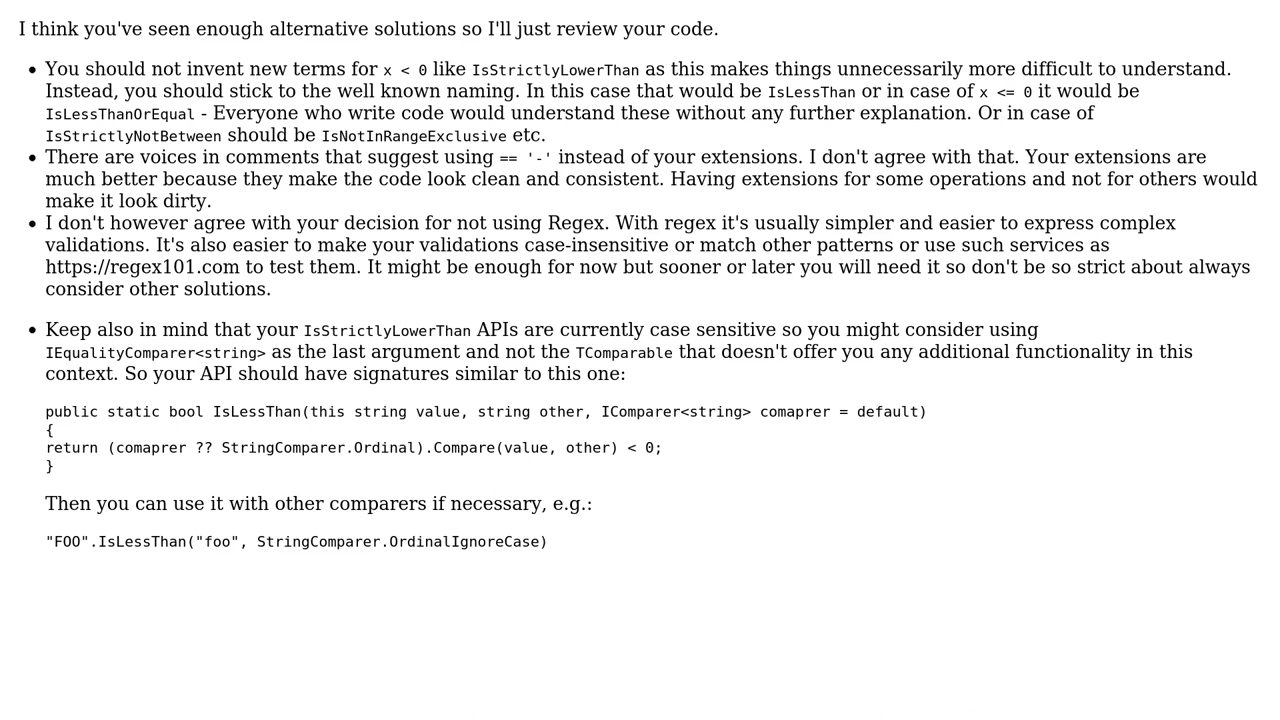 I think you've seen enough alternative solutions so I'll just review your code.
You should not invent new terms for x < 0 like IsStrictlyLowerThan as this makes things unnecessarily more difficult to understand.
Instead, you should stick to the well known naming. In this case that would be IsLessThan or in case of x <= 0 it would be
IsLessThanOrEqual - Everyone who write code would understand these without any further explanation. Or in case of
IsStrictlyNotBetween should be IsNotInRangeExclusive etc.
There are voices in comments that suggest using == '-' instead of your extensions. I don't agree with that. Your extensions are
much better because they make the code look clean and consistent. Having extensions for some operations and not for others would
make it look dirty.
I don't however agree with your decision for not using Regex. With regex it's usually simpler and easier to express complex
validations. It's also easier to make your validations case-insensitive or match other patterns or use such services as
https://regex101.com to test them. It might be enough for now but sooner or later you will need it so don't be so strict about always
consider other solutions.
Keep also in mind that your IsStrictlyLowerThan APIs are currently case sensitive so you might consider using
IEqualityComparer<string> as the last argument and not the TComparable that doesn't offer you any additional functionality in this
context. So your API should have signatures similar to this one:
public static bool IsLessThan(this string value, string other, IComparer<string> comaprer = default)
{
return (comaprer ?? StringComparer.Ordinal).Compare(value, other) < 0;
}
Then you can use it with other comparers if necessary, e.g.:
"FOO".IsLessThan("foo", StringComparer.OrdinalIgnoreCase)